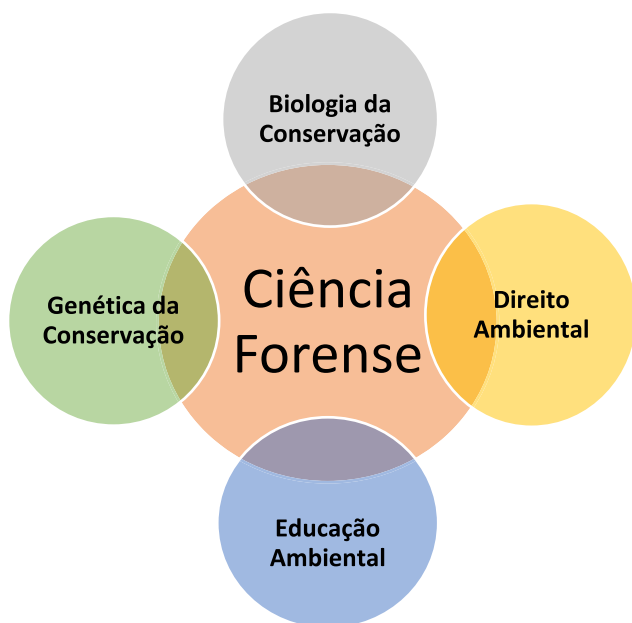 Biologia da
Conservação
Ciência
Forense
Genética da
Conservação
Direito
Ambiental
Educação
Ambiental